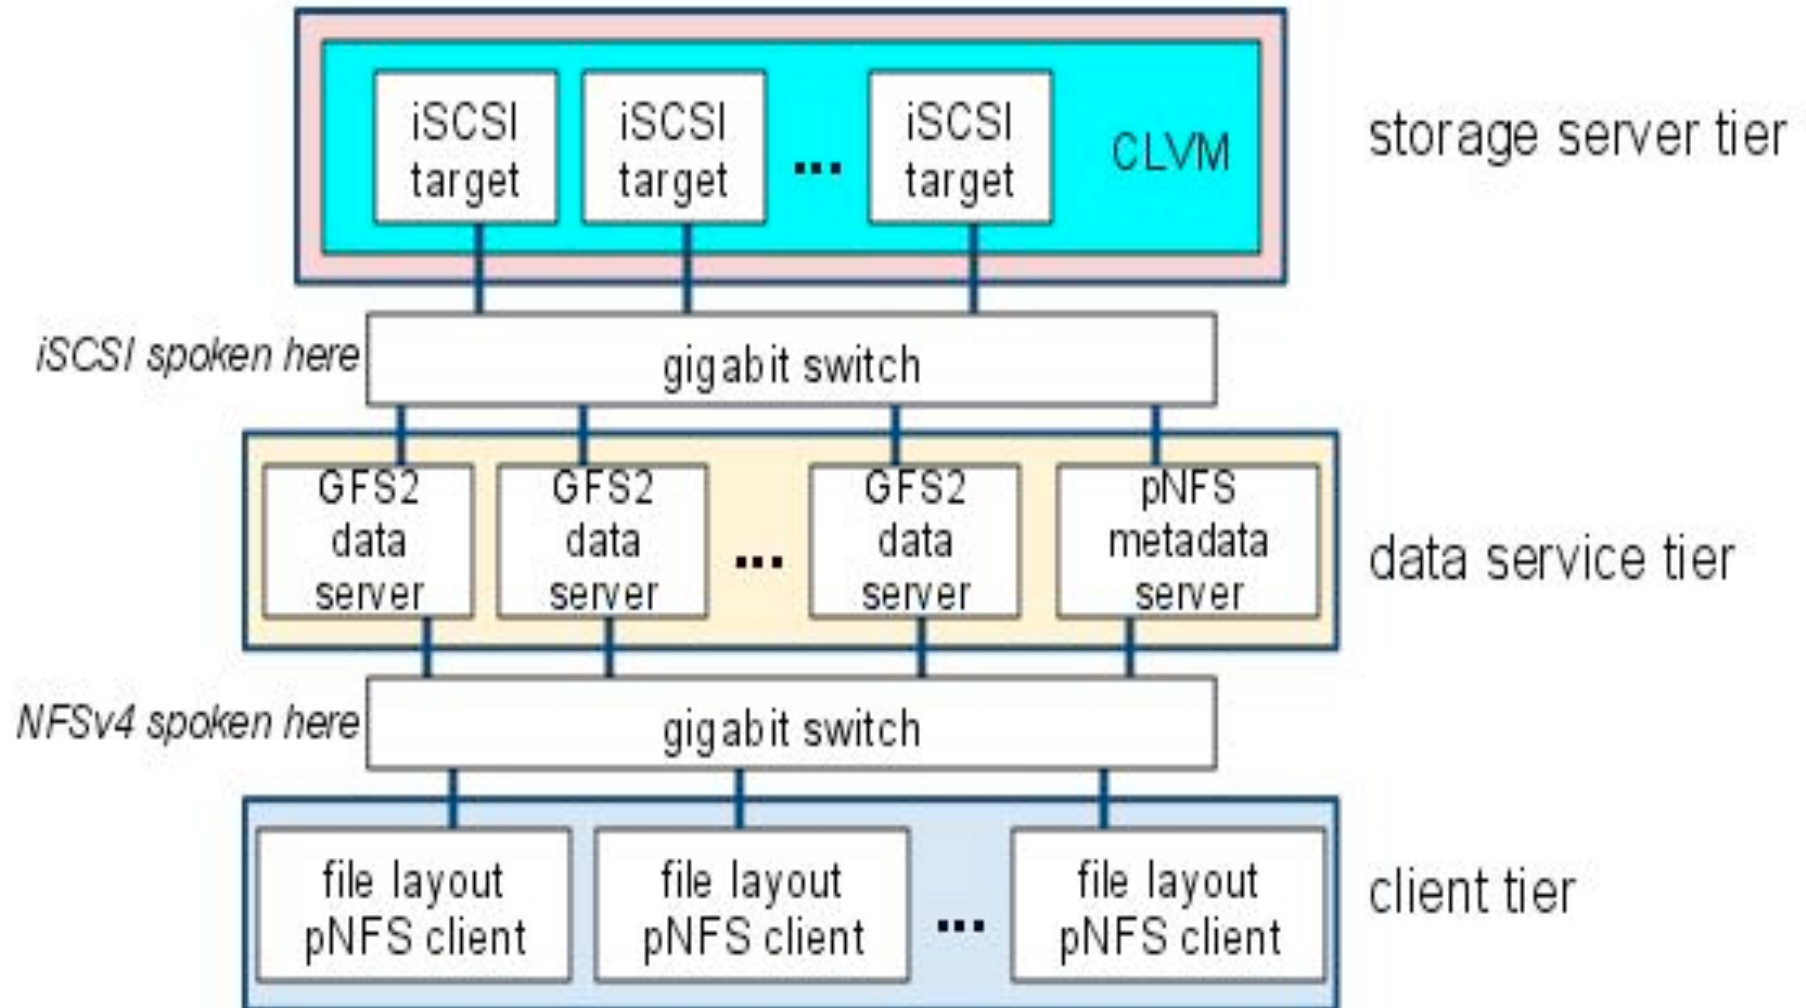 iSCSI
target
iSCSI
target
...
iSCSI
target
CLVM
storage server tier
iSCSI spoken here
gigabit switch
GFS2
data
server
GFS2
data
server
...
GFS2
data
server
pNFS
metadata
server
data service tier
NFSv4 spoken here
gigabit switch
file layout
pNFS client
file layout
pNFS client
...
file layout
pNFS client
client tier